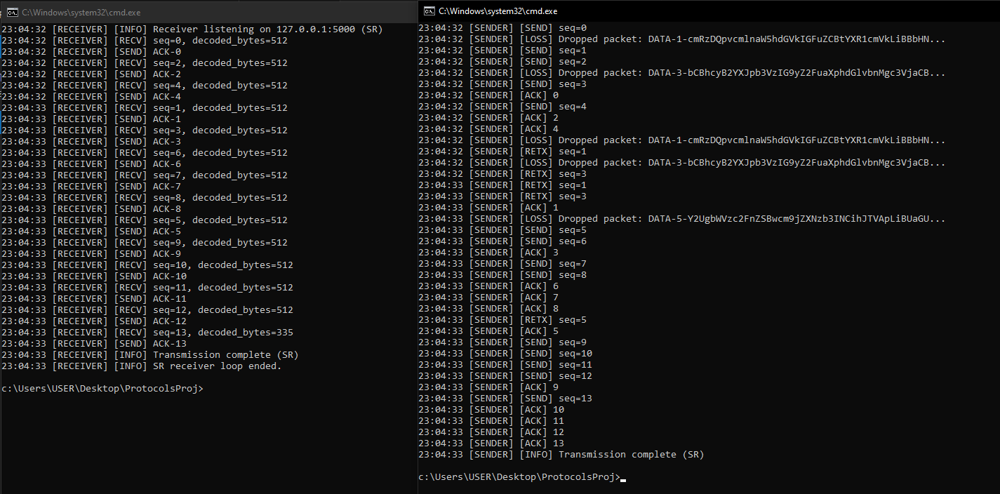 C:\Windows\system32\cmd.exe
23:04:32 [RECEIVER] [INFO] Receiver listening on 127.0.0.1:5000 (SR)
23:04:32 [RECEIVER] [RECV] seq=0, decoded_bytes=512
23:04:32 [RECEIVER] [SEND] ACK-0
23:04:32 [RECEIVER] [RECV] seq=2, decoded_bytes=512
23:04:32 [RECEIVER] [SEND] ACK-2
23:04:32 [RECEIVER] [RECV] seq=4, decoded_bytes=512
23:04:32 [RECEIVER] [SEND] ACK-4
23:04:33 [RECEIVER] [RECV] seq=1, decoded_bytes=512
23:04:33 [RECEIVER] [SEND] ACK-1
23:04:33 [RECEIVER] [RECV] seq=3, decoded_bytes=512
23:04:33 [RECEIVER] [SEND] ACK-3
23:04:33 [RECEIVER] [RECV] seq=6, decoded_bytes=512
23:04:33 [RECEIVER] [SEND] ACK-6
23:04:33 [RECEIVER] [RECV] seq=7, decoded_bytes=512
23:04:33 [RECEIVER] [SEND] ACK-7
23:04:33 [RECEIVER] [RECV] seq=8, decoded_bytes=512
23:04:33 [RECEIVER] [SEND] ACK-8
23:04:33 [RECEIVER] [RECV] seq=5, decoded_bytes=512
23:04:33 [RECEIVER] [SEND] ACK-5
23:04:33 [RECEIVER] [RECV] seq=9, decoded_bytes=512
23:04:33 [RECEIVER] [SEND] ACK-9
23:04:33 [RECEIVER] [RECV] seq=10, decoded_bytes=512
23:04:33 [RECEIVER] [SEND] ACK-10
23:04:33 [RECEIVER] [RECV] seq=11, decoded_bytes=512
23:04:33 [RECEIVER] [SEND] ACK-11
23:04:33 [RECEIVER] [RECV] seq=12, decoded_bytes=512
23:04:33 [RECEIVER] [SEND] ACK-12
23:04:33 [RECEIVER] [RECV] seq=13, decoded_bytes=335
23:04:33 [RECEIVER] [SEND] ACK-13
23:04:33 [RECEIVER] [INFO] Transmission complete (SR)
23:04:33 [RECEIVER] [INFO] SR receiver loop ended.
c:\Users\USER\Desktop\ProtocolsProj>
C:\Windows\system32\cmd.exe
23:04:32 [SENDER] [SEND] seq=0
23:04:32 [SENDER] [LOSS] Dropped packet: DATA-1-cmRzDQpvcmlnaW5hdGVkIGFuZCBtYXR1cmVkLiBBbHN...
23:04:32 [SENDER] [SEND] seq=1
23:04:32 [SENDER] [SEND] seq=2
23:04:32 [SENDER] [LOSS] Dropped packet: DATA-3-bCBhcyB2YXJpb3VzIG9yZ2FuaXphdGlvbnMgc3VjaCB...
23:04:32 [SENDER] [SEND] seq=3
23:04:32 [SENDER] [ACK] 0
23:04:32 [SENDER] [SEND] seq=4
23:04:32 [SENDER] [ACK] 2
23:04:32 [SENDER] [ACK] 4
23:04:32 [SENDER] [LOSS] Dropped packet: DATA-1-cmRzDQpvcmlnaW5hdGVkIGFuZCBtYXR1cmVkLiBBbHN...
23:04:32 [SENDER] [RETX] seq=1
23:04:32 [SENDER] [LOSS] Dropped packet: DATA-3-bCBhcyB2YXJpb3VzIG9yZ2FuaXphdGlvbnMgc3VjaCB...
23:04:32 [SENDER] [RETX] seq=3
23:04:33 [SENDER] [RETX] seq=1
23:04:33 [SENDER] [RETX] seq=3
23:04:33 [SENDER] [ACK] 1
23:04:33 [SENDER] [LOSS] Dropped packet: DATA-5-Y2UgbWVzc2FnZSBwcm9jZXNzb3INCihJTVApLiBUaGU...
23:04:33 [SENDER] [SEND] seq=5
23:04:33 [SENDER] [SEND] seq=6
23:04:33 [SENDER] [ACK] 3
23:04:33 [SENDER] [SEND] seq=7
23:04:33 [SENDER] [SEND] seq=8
23:04:33 [SENDER] [ACK] 6
23:04:33 [SENDER] [ACK] 7
23:04:33 [SENDER] [ACK] 8
23:04:33 [SENDER] [RETX] seq=5
23:04:33 [SENDER] [ACK] 5
23:04:33 [SENDER] [SEND] seq=9
23:04:33 [SENDER] [SEND] seq=10
23:04:33 [SENDER] [SEND] seq=11
23:04:33 [SENDER] [SEND] seq=12
23:04:33 [SENDER] [ACK] 9
23:04:33 [SENDER] [SEND] seq=13
23:04:33 [SENDER] [ACK] 10
23:04:33 [SENDER] [ACK] 11
23:04:33 [SENDER] [ACK] 12
23:04:33 [SENDER] [ACK] 13
23:04:33 [SENDER] [INFO] Transmission complete (SR)
c:\Users\USER\Desktop\ProtocolsProj>